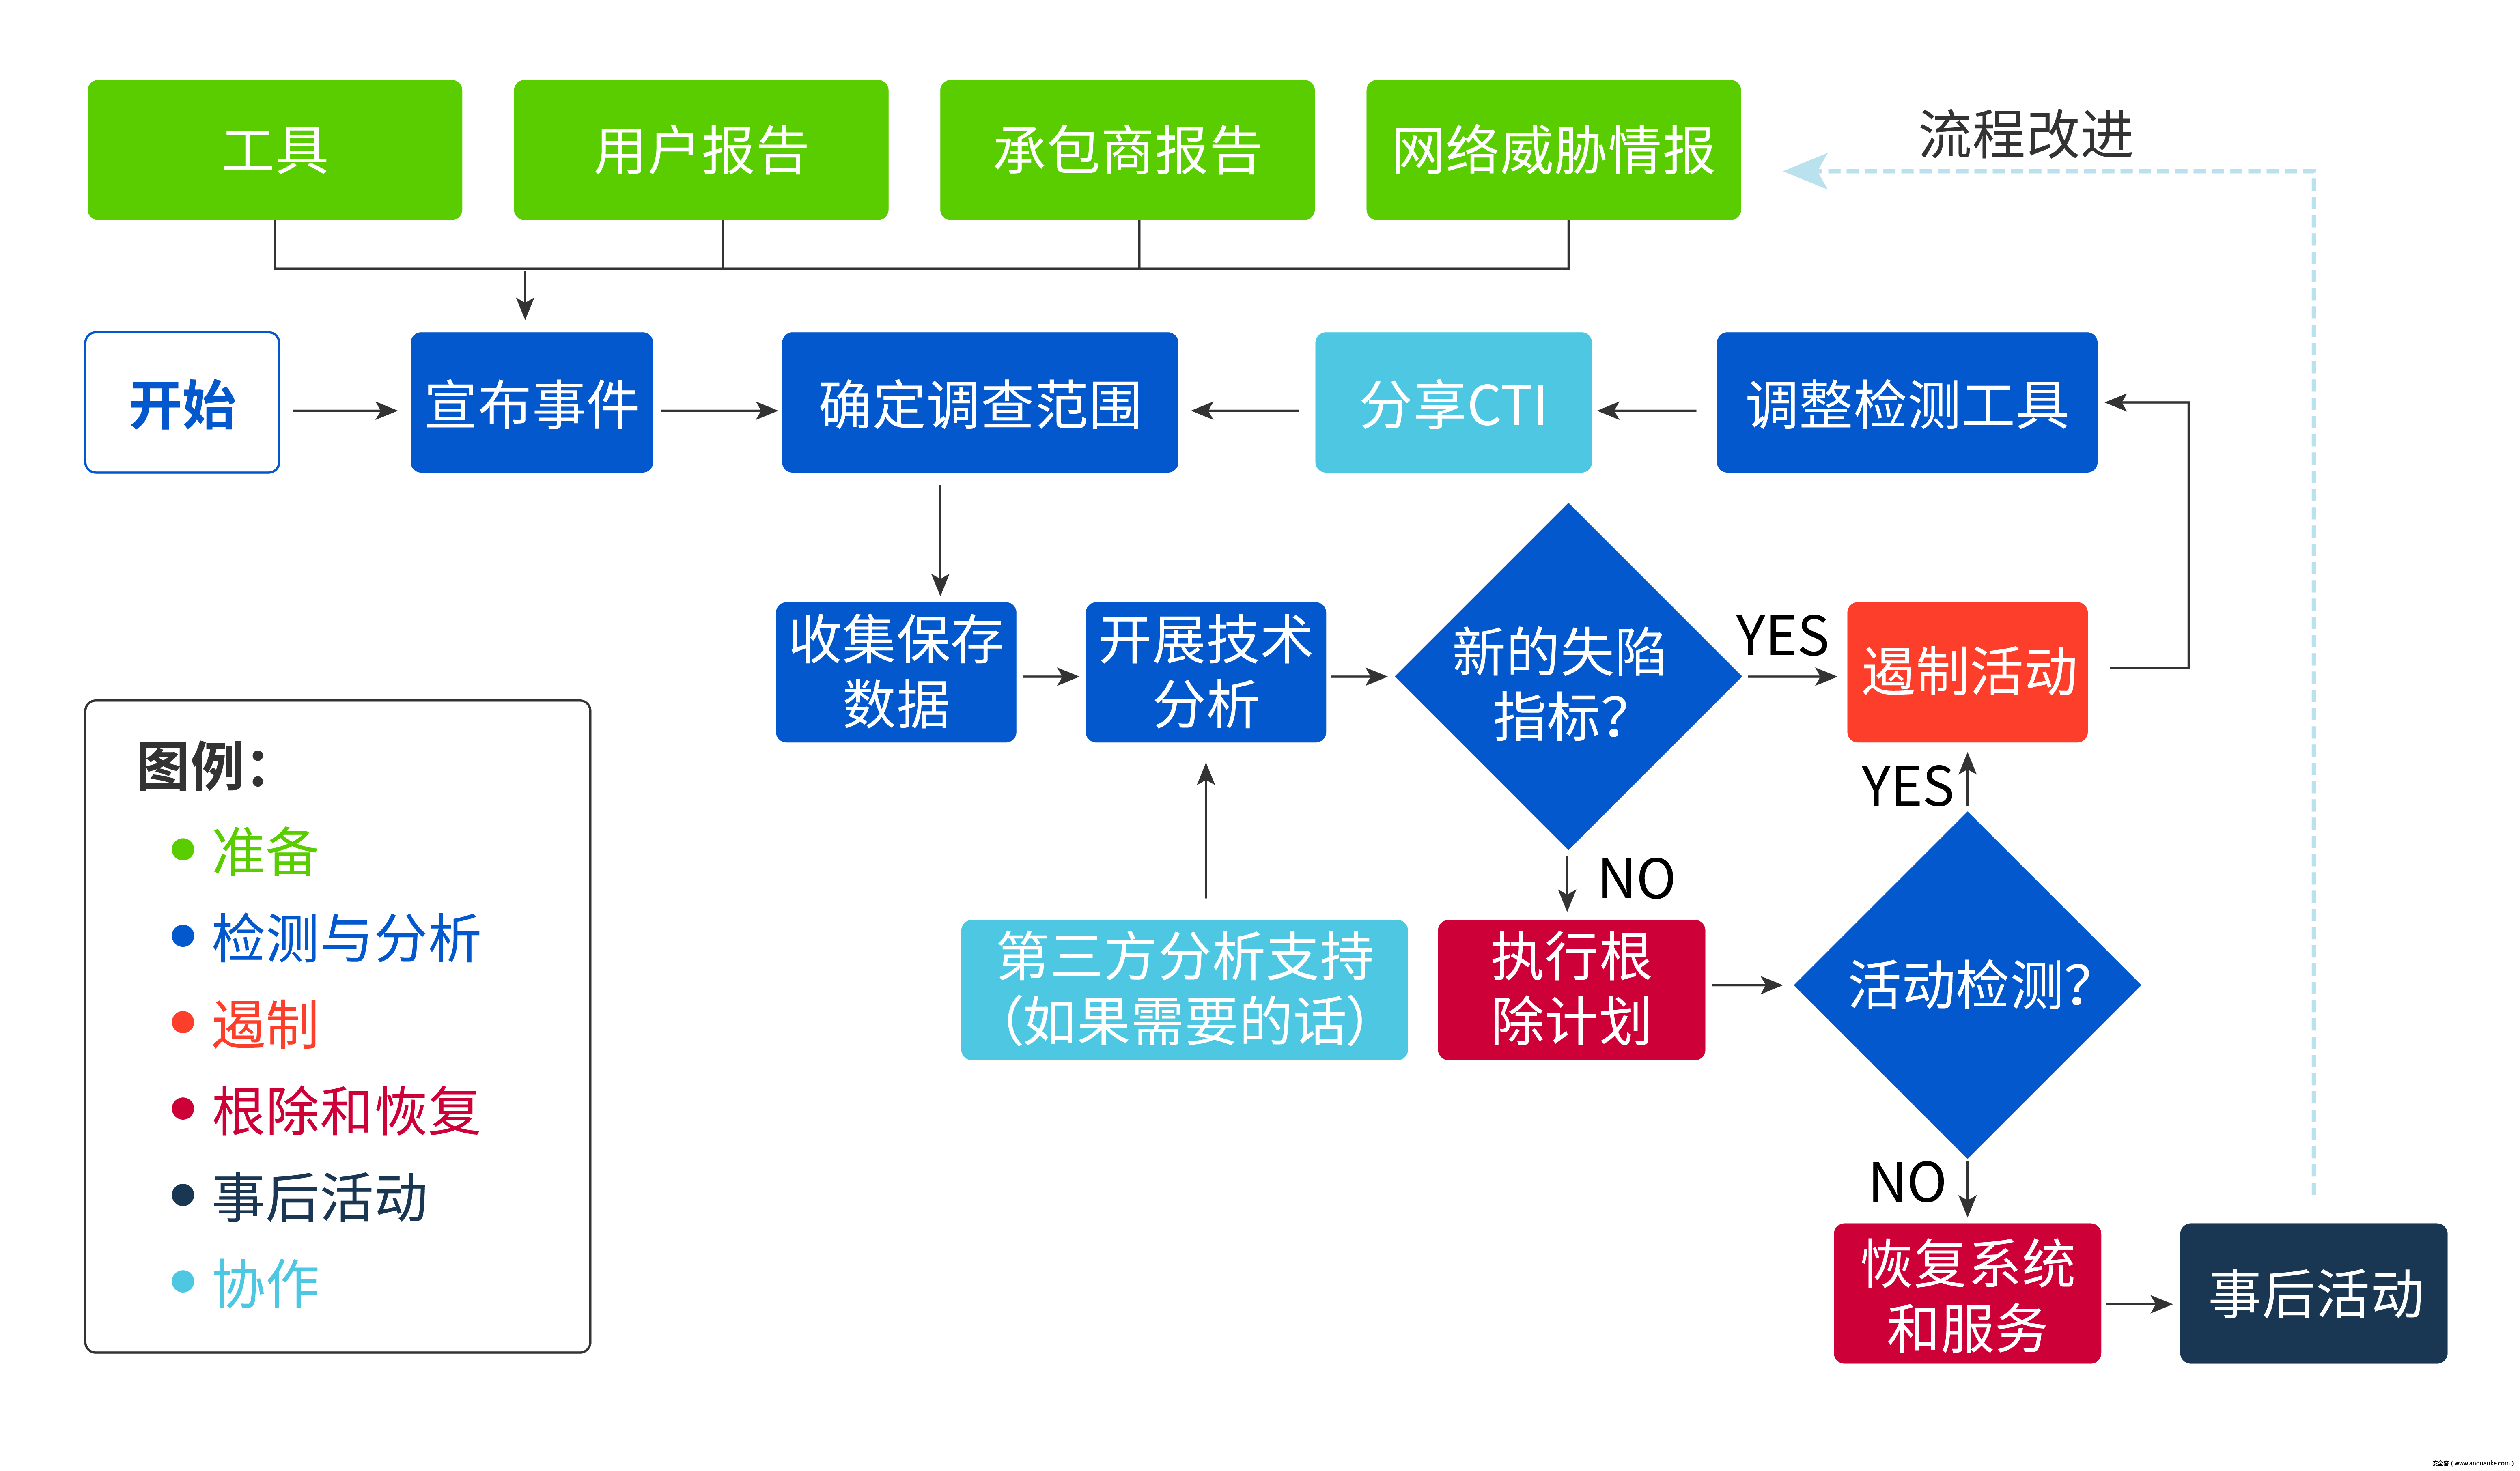 工具
用户报告
承包商报告
网络威胁情报
流程改进
开始
宣布事件
确定调查范围
分享CTI
调整检测工具
收集保存
数据
开展技术
分析
新的失陷
指标？
YES
遏制活动
YES
NO
图例：
准备
检测与分析
遏制
根除和恢复
事后活动
协作
第三方分析支持
（如果需要的话）
执行根
除计划
活动检测？
NO
恢复系统
和服务
事后活动
安全客（www.anquanke.com）